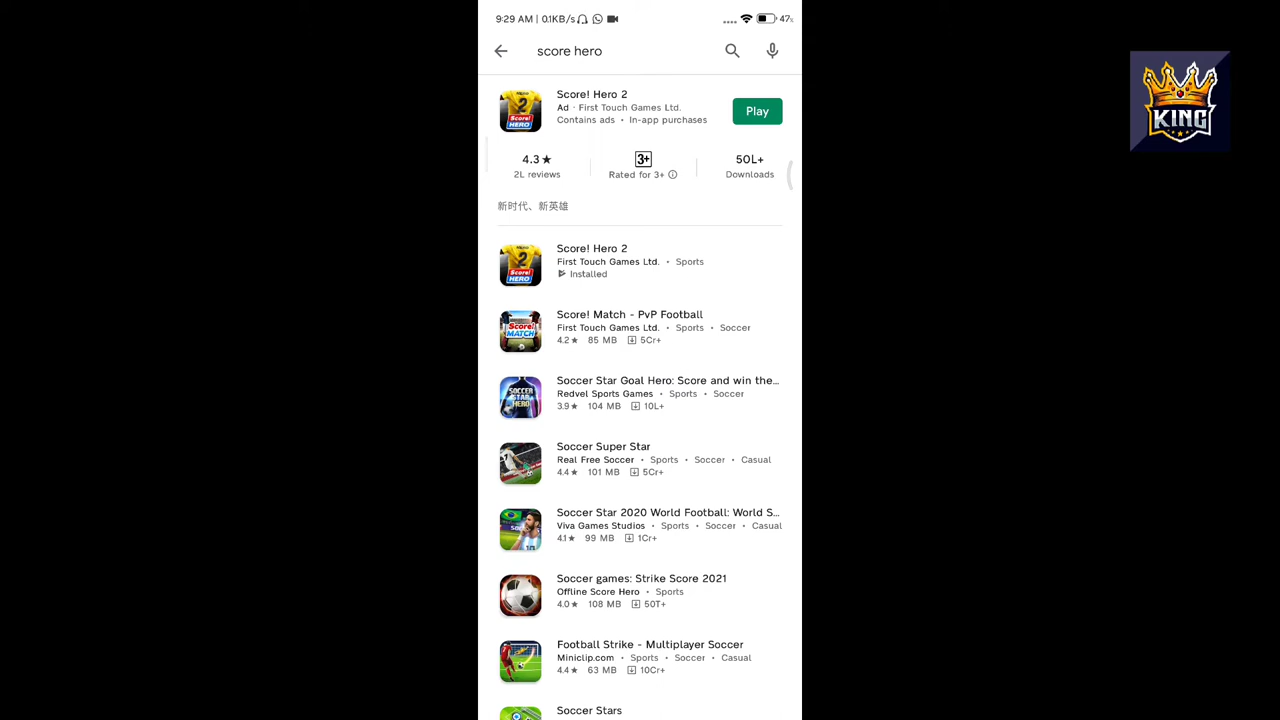 9:29 AM | 0.1KB/s
47%
score hero
KING
Score! Hero 2
Ad · First Touch Games Ltd.
Contains ads • In-app purchases
Play
4.3★
2L reviews
3+
Rated for 3+
50L+
Downloads
新时代、新英雄
Score! Hero 2
First Touch Games Ltd. • Sports
Installed
Score! Match - PvP Football
First Touch Games Ltd. • Sports • Soccer
4.2★ 85 MB 5Cr+
Soccer Star Goal Hero: Score and win the...
Redvel Sports Games • Sports • Soccer
3.9★ 104 MB 10L+
Soccer Super Star
Real Free Soccer • Sports • Soccer • Casual
4.4★ 101 MB 5Cr+
Soccer Star 2020 World Football: World S...
Viva Games Studios • Sports • Soccer • Casual
4.1★ 99 MB 1Cr+
Soccer games: Strike Score 2021
Offline Score Hero • Sports
4.0★ 108 MB 50T+
Football Strike - Multiplayer Soccer
Miniclip.com • Sports • Soccer • Casual
4.4★ 63 MB 10Cr+
Soccer Stars